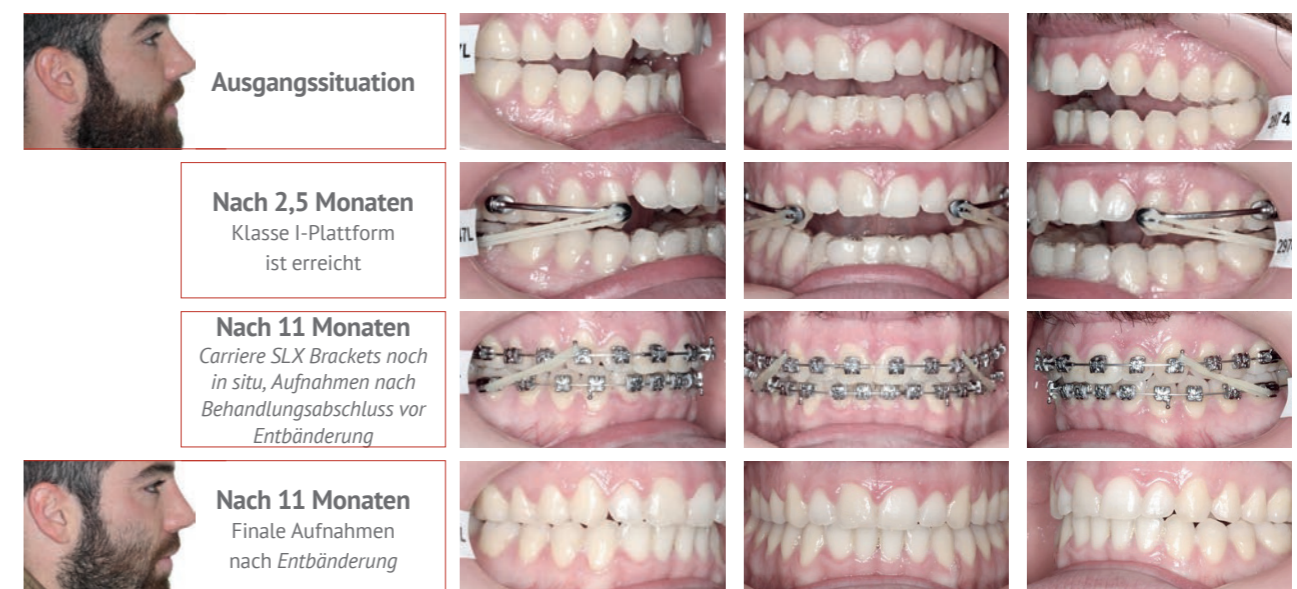 Ausgangssituation
Nach 2,5 Monaten
Klasse I-Plattform
ist erreicht
Nach 11 Monaten
Carriere SLX Brackets noch
in situ, Aufnahmen nach
Behandlungsabschluss vor
Entbänderung
Nach 11 Monaten
Finale Aufnahmen
nach Entbänderung